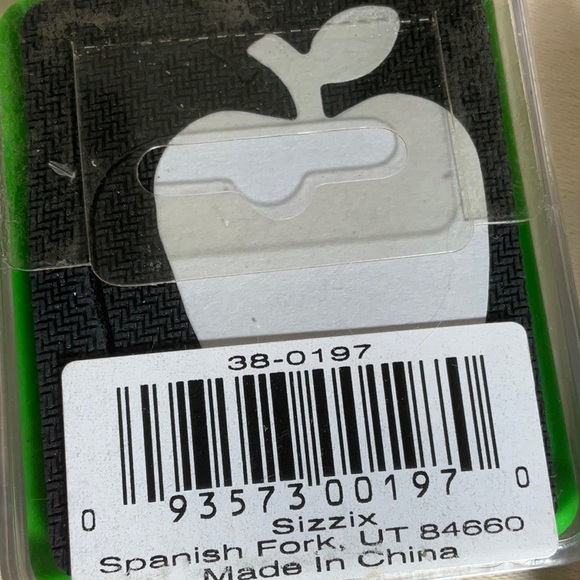 38-0197
0 93573 00197 0
Sizzix
Spanish Fork, UT 84660
Made In China